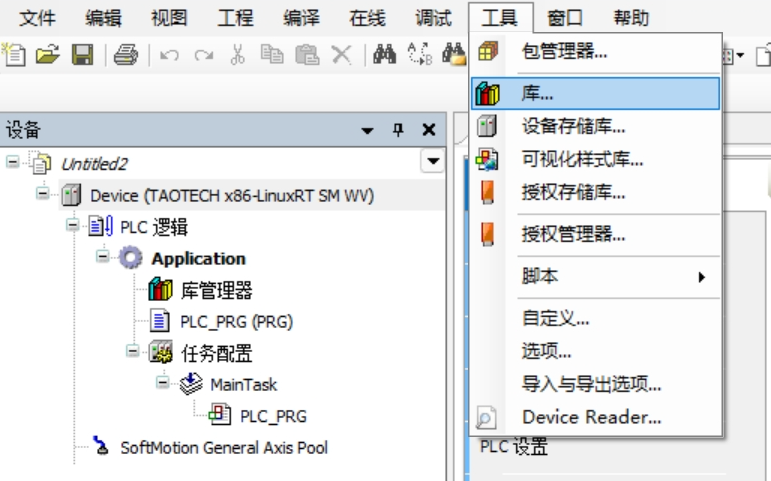 文件 编辑 视图 工程 编译 在线 调试 工具 窗口 帮助
设备
Untitled2
Device (TAOTECH x86-LinuxRT SM WV)
PLC 逻辑
Application
库管理器
PLC_PRG (PRG)
任务配置
MainTask
PLC_PRG
SoftMotion General Axis Pool
包管理器...
库...
设备存储库...
可视化样式库...
授权存储库...
授权管理器...
脚本
自定义...
选项...
导入与导出选项...
Device Reader...
PLC 设置